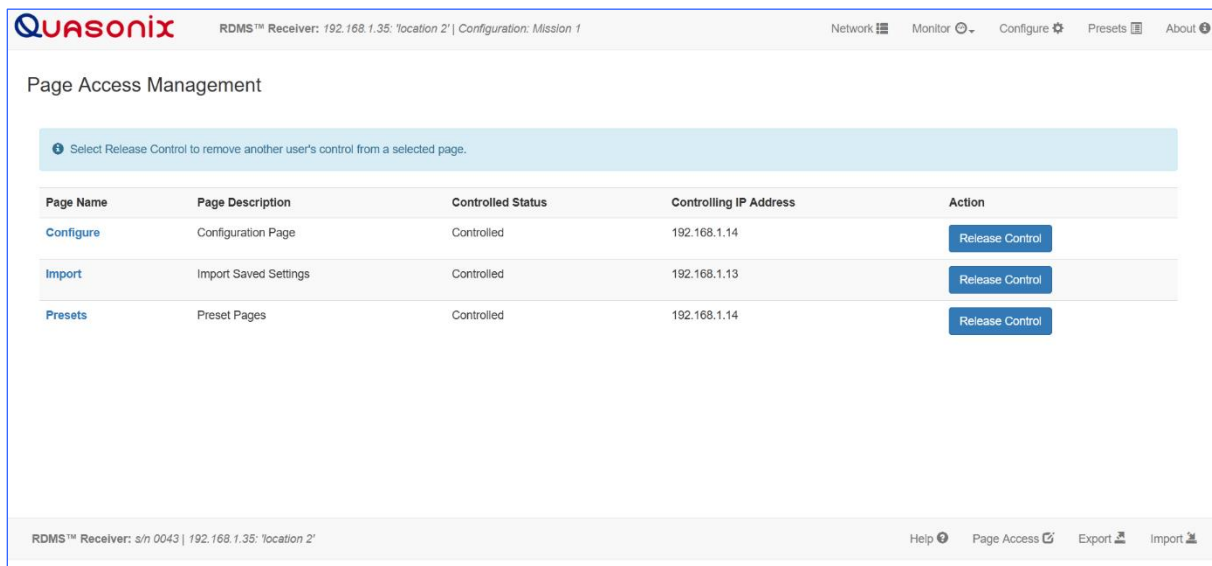 Quasonix RDMS™ Receiver: 192.168.1.35: 'location 2' | Configuration: Mission 1 Network Monitor Configure Presets About
Page Access Management
Select Release Control to remove another user's control from a selected page.
Page Name Page Description Controlled Status Controlling IP Address Action
Configure Configuration Page Controlled 192.168.1.14 Release Control
Import Import Saved Settings Controlled 192.168.1.13 Release Control
Presets Preset Pages Controlled 192.168.1.14 Release Control
RDMS™ Receiver: s/n 0043 | 192.168.1.35: 'location 2' Help Page Access Export Import